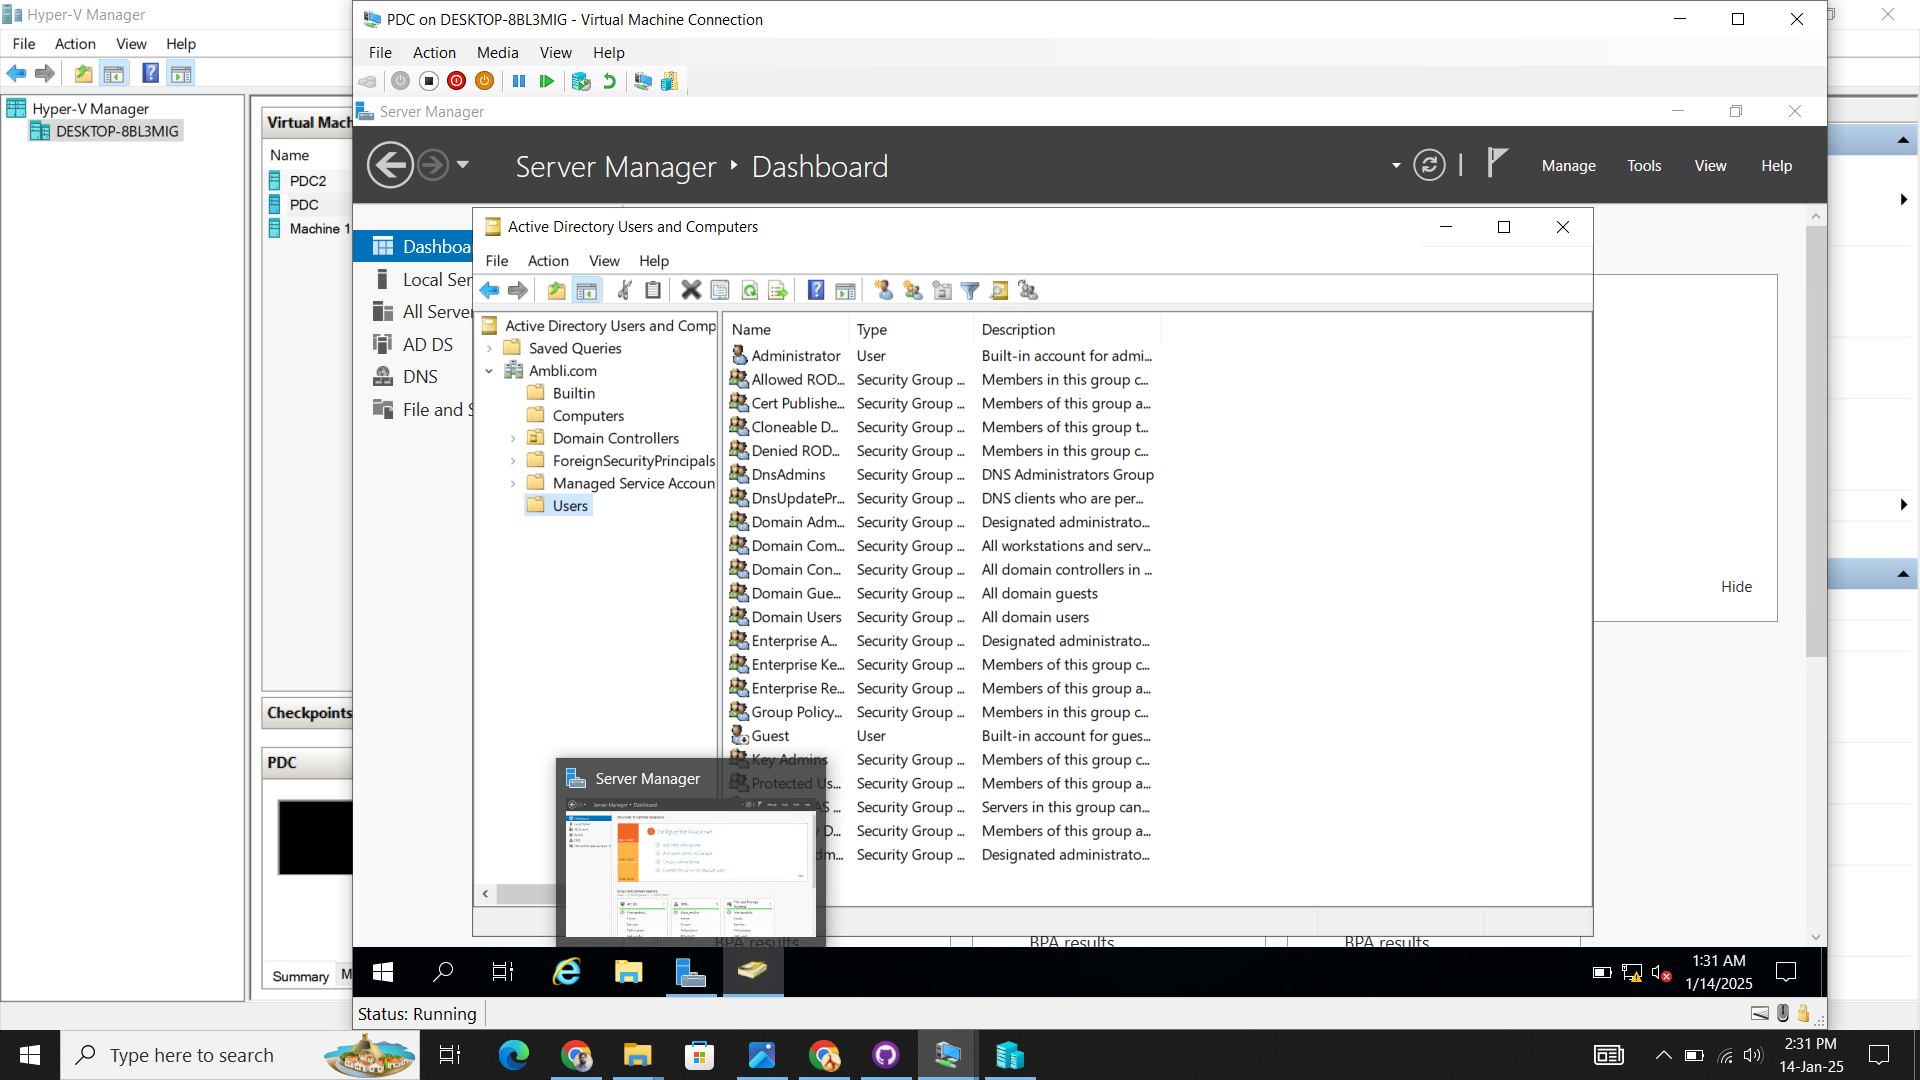 Hyper-V Manager
File Action View Help
Hyper-V Manager
DESKTOP-8BL3MIG
Virtual Mach
Name
PDC2
PDC
Machine 1
Checkpoints
PDC
Summary M
PDC on DESKTOP-8BL3MIG - Virtual Machine Connection
File Action Media View Help
Server Manager
Server Manager Dashboard
Manage Tools View Help
Dashboa
Local Ser
All Server
AD DS
DNS
File and S
Hide
Active Directory Users and Computers
File Action View Help
Active Directory Users and Comp
Saved Queries
Ambli.com
Builtin
Computers
Domain Controllers
ForeignSecurityPrincipals
Managed Service Accoun
Users
Name Type Description
Administrator User Built-in account for admi...
Allowed ROD... Security Group ... Members in this group c...
Cert Publishe... Security Group ... Members of this group a...
Cloneable D... Security Group ... Members of this group t...
Denied ROD... Security Group ... Members in this group c...
DnsAdmins Security Group ... DNS Administrators Group
DnsUpdatePr... Security Group ... DNS clients who are per...
Domain Adm... Security Group ... Designated administrato...
Domain Com... Security Group ... All workstations and serv...
Domain Con... Security Group ... All domain controllers in ...
Domain Gue... Security Group ... All domain guests
Domain Users Security Group ... All domain users
Enterprise A... Security Group ... Designated administrato...
Enterprise Ke... Security Group ... Members of this group c...
Enterprise Re... Security Group ... Members of this group a...
Group Policy... Security Group ... Members in this group c...
Guest User Built-in account for gues...
Key Admins Security Group ... Members of this group c...
Protected Us... Security Group ... Members of this group a...
AS ... Security Group ... Servers in this group can...
y D... Security Group ... Members of this group a...
dm... Security Group ... Designated administrato...
Server Manager
BPA results BPA results BPA results
1:31 AM
1/14/2025
Status: Running
Type here to search
2:31 PM
14-Jan-25